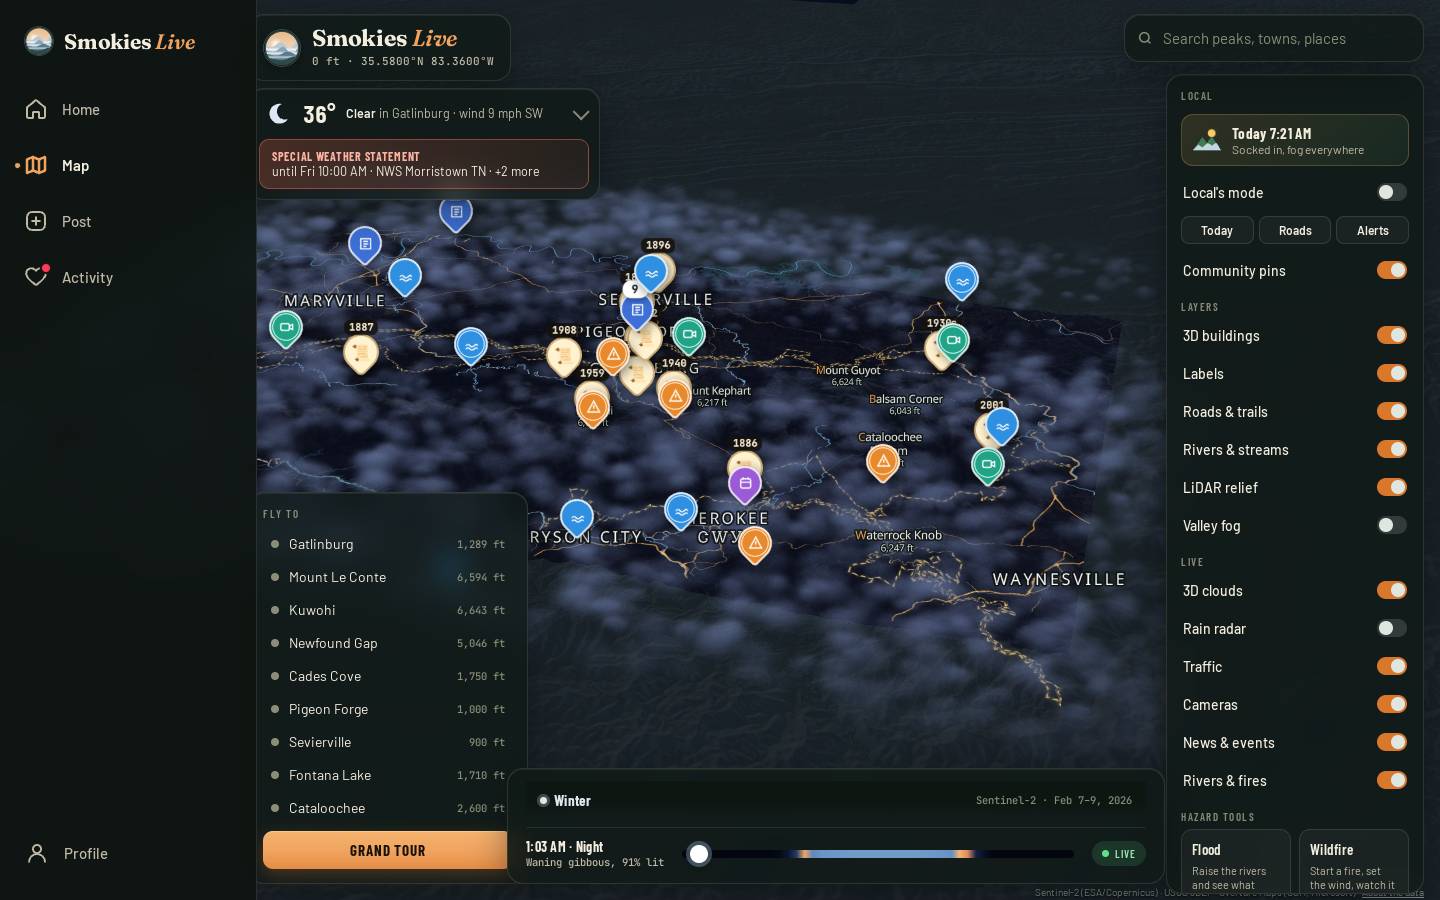 Smokies Live
Home
Map
Post
Activity
Profile
Smokies Live
0 ft · 35.5800°N 83.3600°W
36° Clear in Gatlinburg · wind 9 mph SW
SPECIAL WEATHER STATEMENT
until Fri 10:00 AM · NWS Morristown TN · +2 more
Search peaks, towns, places
1896
9
MARYVILLE
1887
1908
1959
1940
6,217 ft
Mount Guyot
6,624 ft
Balsam Corner
6,043 ft
2001
Cataloochee
1886
Waterrock Knob
6,247 ft
WAYNESVILLE
FLY TO
Gatlinburg 1,289 ft
Mount Le Conte 6,594 ft
Kuwohi 6,643 ft
Newfound Gap 5,046 ft
Cades Cove 1,750 ft
Pigeon Forge 1,000 ft
Sevierville 900 ft
Fontana Lake 1,710 ft
Cataloochee 2,600 ft
GRAND TOUR
Winter
Sentinel-2 · Feb 7–9, 2026
1:03 AM · Night
Waning gibbous, 91% lit
LIVE
LOCAL
Today 7:21 AM
Socked in, fog everywhere
Local's mode
Today Roads Alerts
Community pins
LAYERS
3D buildings
Labels
Roads & trails
Rivers & streams
LiDAR relief
Valley fog
LIVE
3D clouds
Rain radar
Traffic
Cameras
News & events
Rivers & fires
HAZARD TOOLS
Flood
Raise the rivers
and see what
Wildfire
Start a fire, set
the wind, watch it